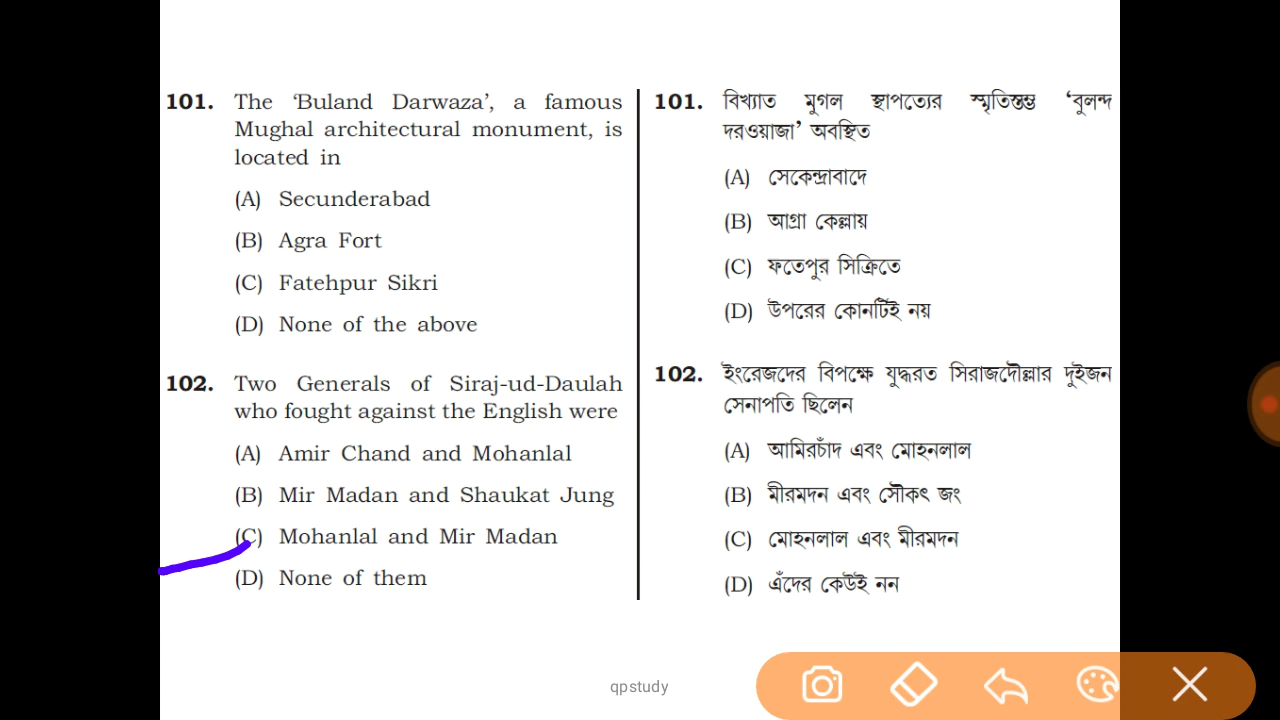 101. The ‘Buland Darwaza’, a famous
Mughal architectural monument, is
located in
(A) Secunderabad
(B) Agra Fort
(C) Fatehpur Sikri
(D) None of the above
102. Two Generals of Siraj-ud-Daulah
who fought against the English were
(A) Amir Chand and Mohanlal
(B) Mir Madan and Shaukat Jung
(C) Mohanlal and Mir Madan
(D) None of them
101. বিখ্যাত মুগল স্থাপত্যের স্মৃতিস্তম্ভ ‘বুলন্দ
দরওয়াজা’ অবস্থিত
(A) সেকেন্দ্রাবাদে
(B) আগ্রা কেল্লায়
(C) ফতেপুর সিক্রিতে
(D) উপরের কোনটিই নয়
102. ইংরেজদের বিপক্ষে যুদ্ধরত সিরাজদৌল্লার দুইজন
সেনাপতি ছিলেন
(A) আমিরচাঁদ এবং মোহনলাল
(B) মীরমদন এবং সৌকৎ জং
(C) মোহনলাল এবং মীরমদন
(D) এঁদের কেউই নন
qpstudy